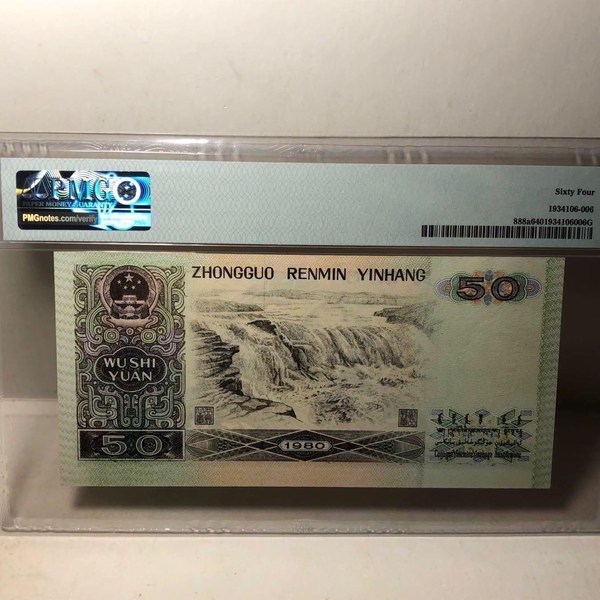 PMG
PAPER MONEY GUARANTY
PMGnotes.com/verify
Sixty Four
1934106-006
888a6401934106006G
ZHONGGUO RENMIN YINHANG
50
WU SHI
YUAN
50
1980